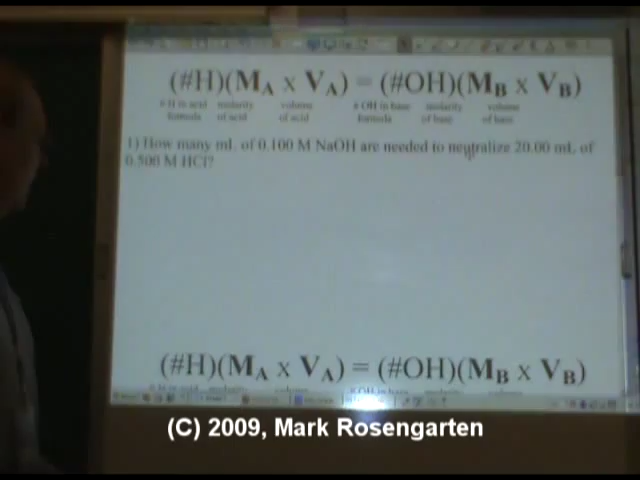 (#H)(MA x VA) = (#OH)(MB x VB)
# H in acid molarity volume # OH in base molarity volume
formula of acid of acid formula of base of base
1) How many mL of 0.100 M NaOH are needed to neutralize 20.00 mL of
0.500 M HCl?
(#H)(MA x VA) = (#OH)(MB x VB)
(C) 2009, Mark Rosengarten